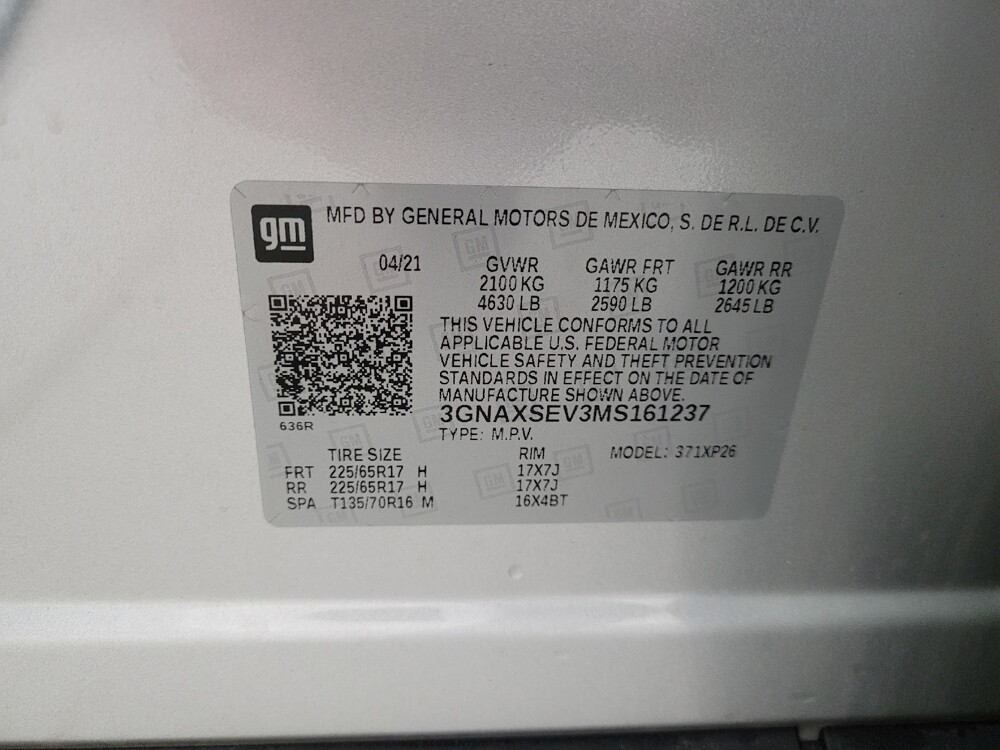 gm MFD BY GENERAL MOTORS DE MEXICO, S. DE R.L. DE C.V.
04/21 GVWR GAWR FRT GAWR RR
2100 KG 1175 KG 1200 KG
4630 LB 2590 LB 2645 LB
THIS VEHICLE CONFORMS TO ALL
APPLICABLE U.S. FEDERAL MOTOR
VEHICLE SAFETY AND THEFT PREVENTION
STANDARDS IN EFFECT ON THE DATE OF
MANUFACTURE SHOWN ABOVE.
3GNAXSEV3MS161237
636R
TYPE: M.P.V.
TIRE SIZE RIM MODEL: 371XP26
FRT 225/65R17 H 17X7J
RR 225/65R17 H 17X7J
SPA T135/70R16 M 16X4BT